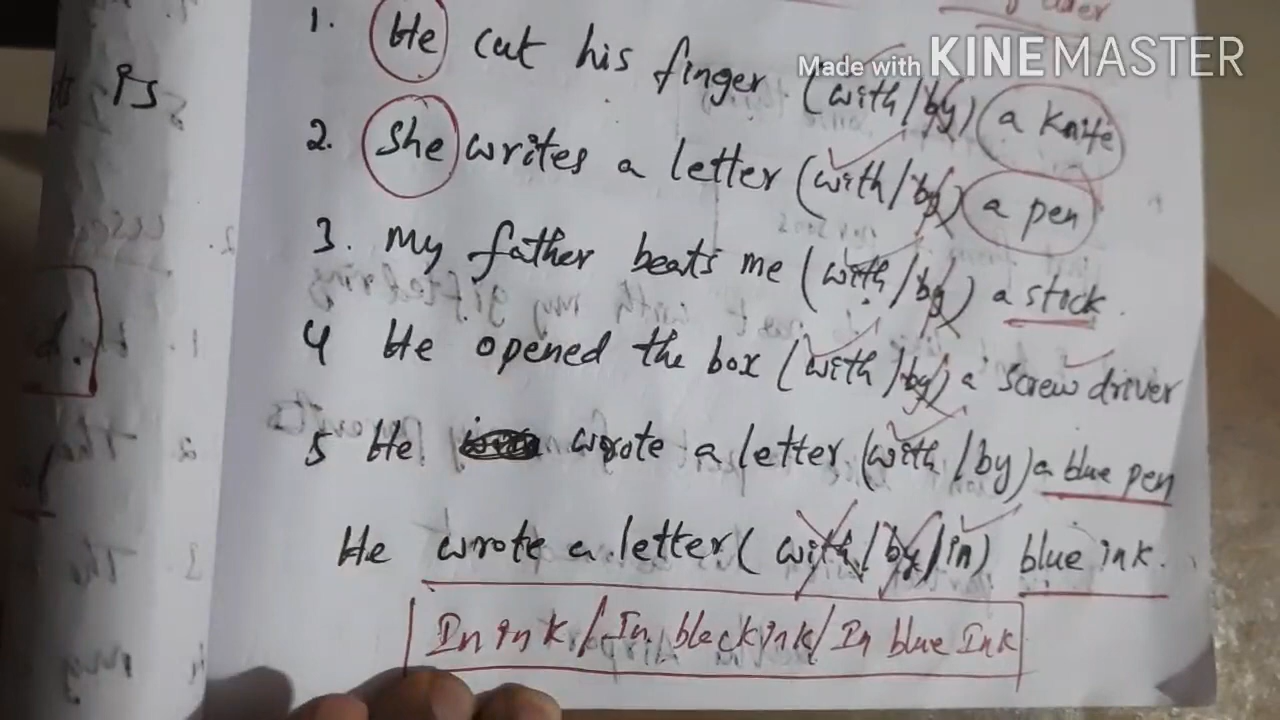 Made with KINEMASTER
1. He cut his finger (with/by) a knife
2. She writes a letter (with/by) a pen
3. my father beats me (with/by) a stick.
4 He opened the box (with/by) a screw driver
5 He wrote a letter (with/by) a blue pen
He wrote a letter (with/by/in) blue ink.
In ink/In black ink/In blue Ink